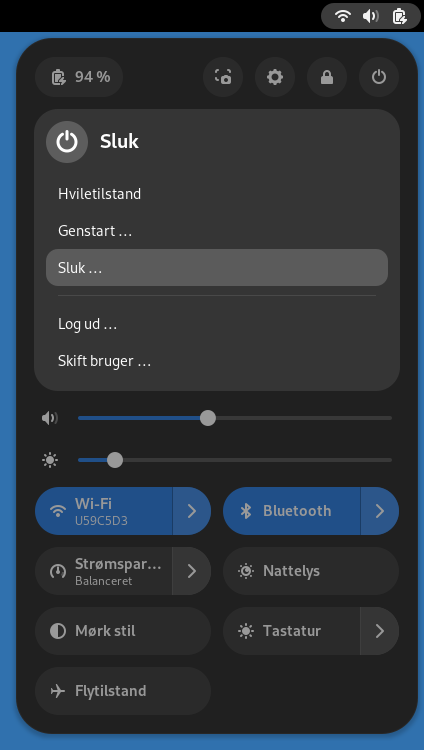 94 %
Sluk
Hviletilstand
Genstart ...
Sluk ...
Log ud ...
Skift bruger ...
Wi-Fi
U59C5D3
Bluetooth
Strømspar...
Balanceret
Nattelys
Mørk stil
Tastatur
Flytilstand